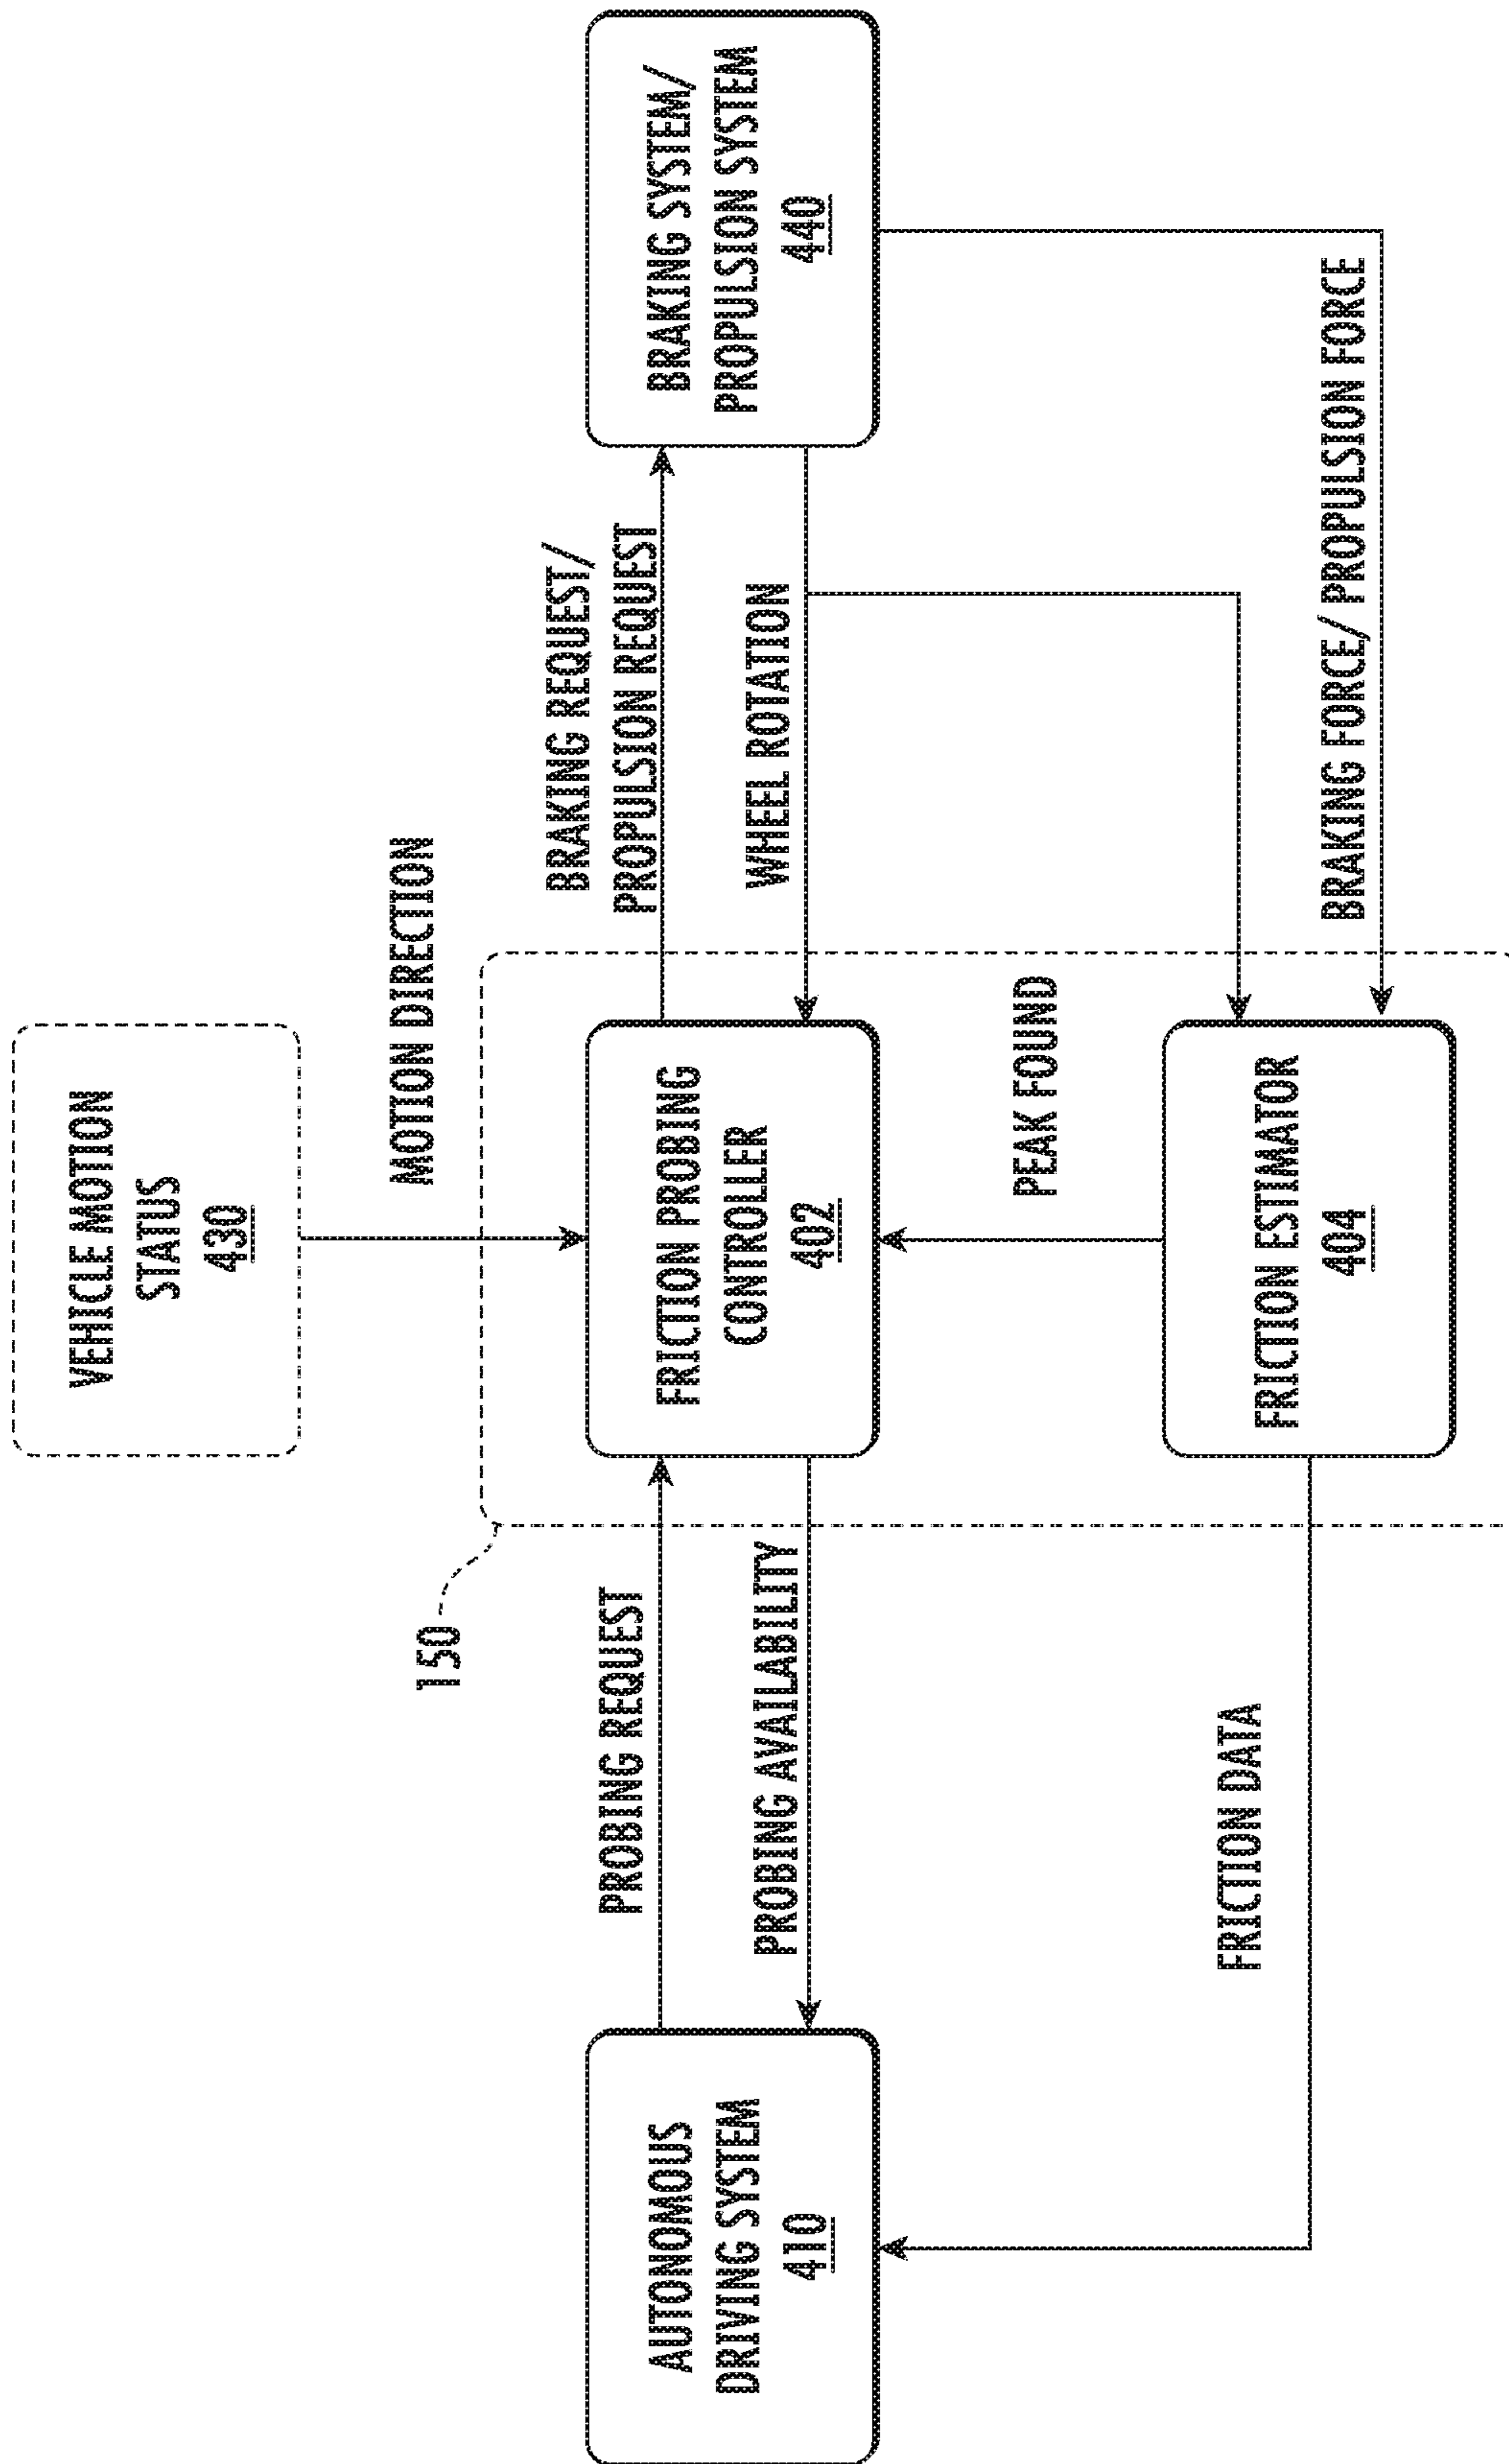 VEHICLE MOTION
STATUS
430
MOTION DIRECTION
150
AUTONOMOUS
DRIVING SYSTEM
410
PROBING REQUEST
PROBING AVAILABILITY
FRICTION PROBING
CONTROLLER
402
BRAKING REQUEST/
PROPULSION REQUEST
WHEEL ROTATION
BRAKING SYSTEM/
PROPULSION SYSTEM
440
PEAK FOUND
FRICTION DATA
FRICTION ESTIMATOR
404
BRAKING FORCE/ PROPULSION FORCE